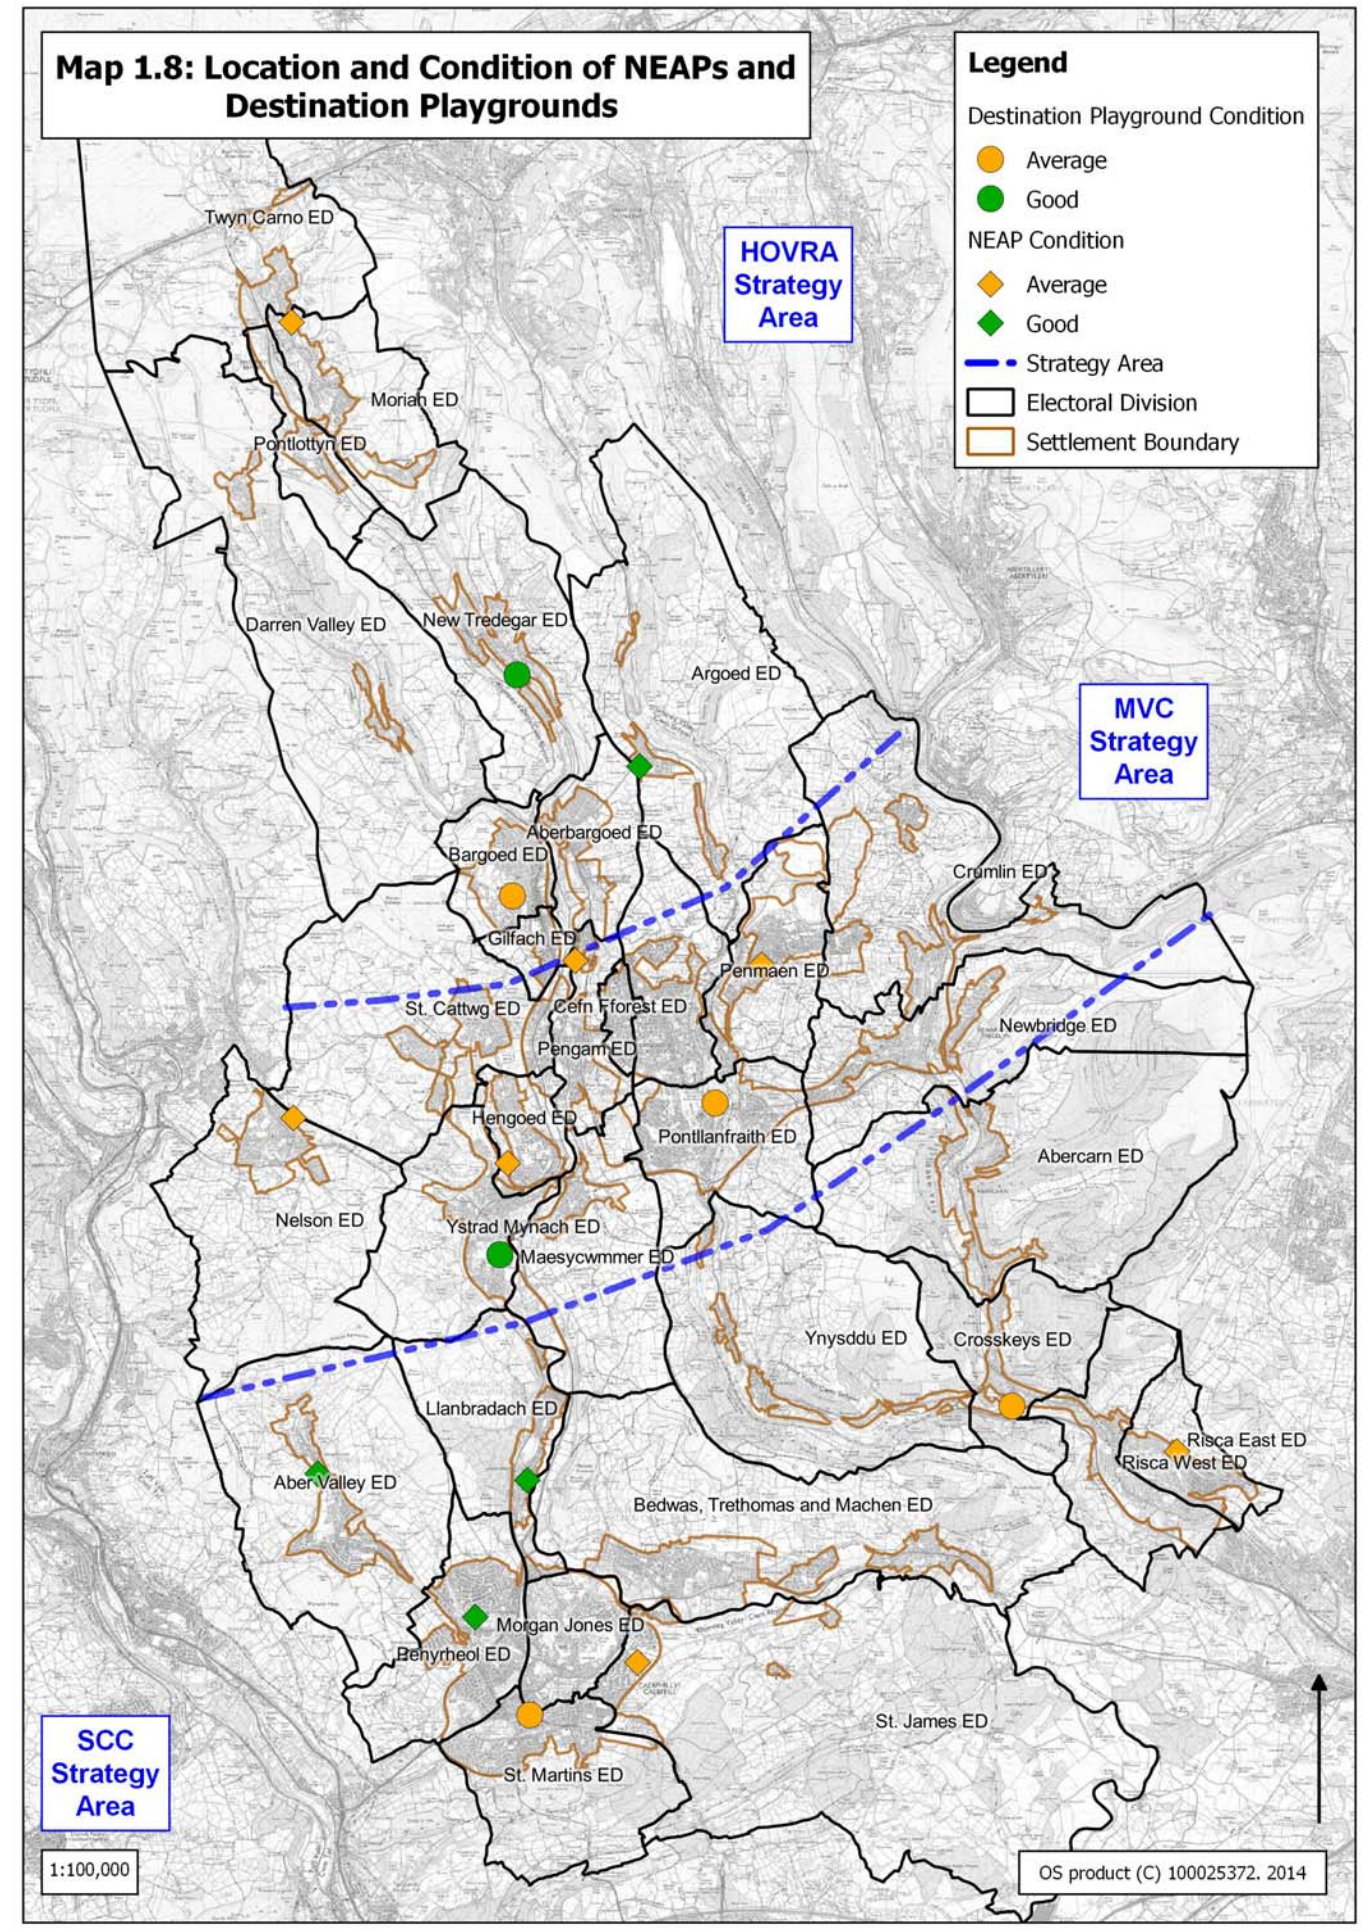 Map 1.8: Location and Condition of NEAPs and
Destination Playgrounds
Legend
Destination Playground Condition
Average
Good
NEAP Condition
Average
Good
Strategy Area
Electoral Division
Settlement Boundary
HOVRA
Strategy
Area
Twyn Carno ED
Moriah ED
Pontlottyn ED
Darren Valley ED
New Tredegar ED
Argoed ED
MVC
Strategy
Area
Aberbargoed ED
Bargoed ED
Crumlin ED
Gilfach ED
Penmaen ED
St. Cattwg ED
Cefn Fforest ED
Newbridge ED
Pengam ED
Hengoed ED
Pontllanfraith ED
Abercarn ED
Nelson ED
Ystrad Mynach ED
Maesycwmmer ED
Ynysddu ED
Crosskeys ED
Llanbradach ED
Risca East ED
Risca West ED
Aber Valley ED
Bedwas, Trethomas and Machen ED
Morgan Jones ED
Penyrheol ED
St. James ED
St. Martins ED
SCC
Strategy
Area
1:100,000
OS product (C) 100025372. 2014